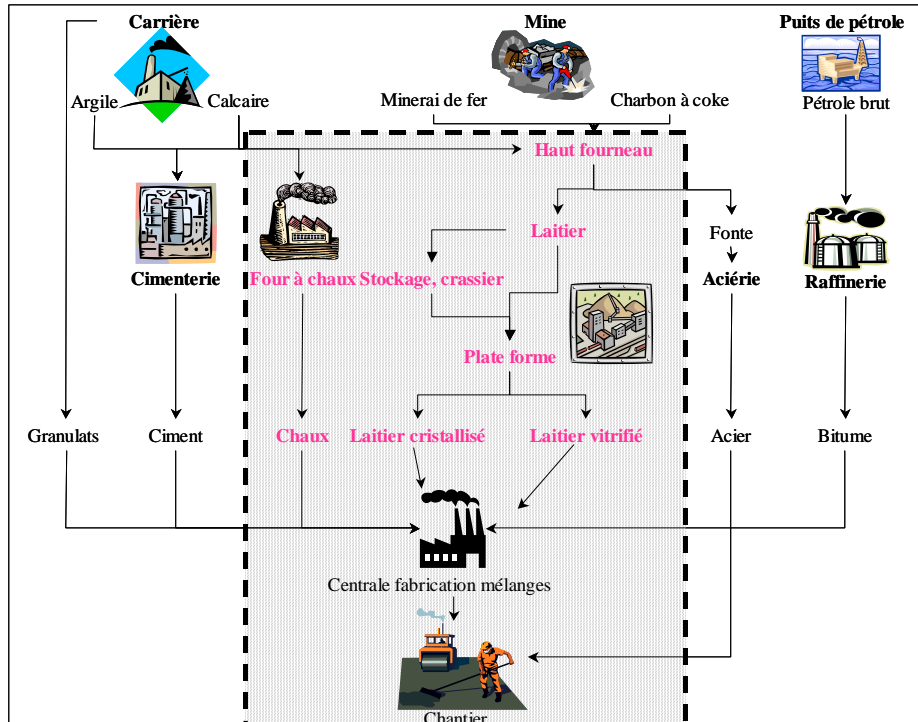 Carrière
Mine
Puits de pétrole
Argile
Calcaire
Minerai de fer
Charbon à coke
Pétrole brut
Haut fourneau
Laitier
Fonte
Cimenterie
Four à chaux
Stockage, crassier
Aciérie
Raffinerie
Plate forme
Granulats
Ciment
Chaux
Laitier cristallisé
Laitier vitrifié
Acier
Bitume
Centrale fabrication mélanges
Chantier